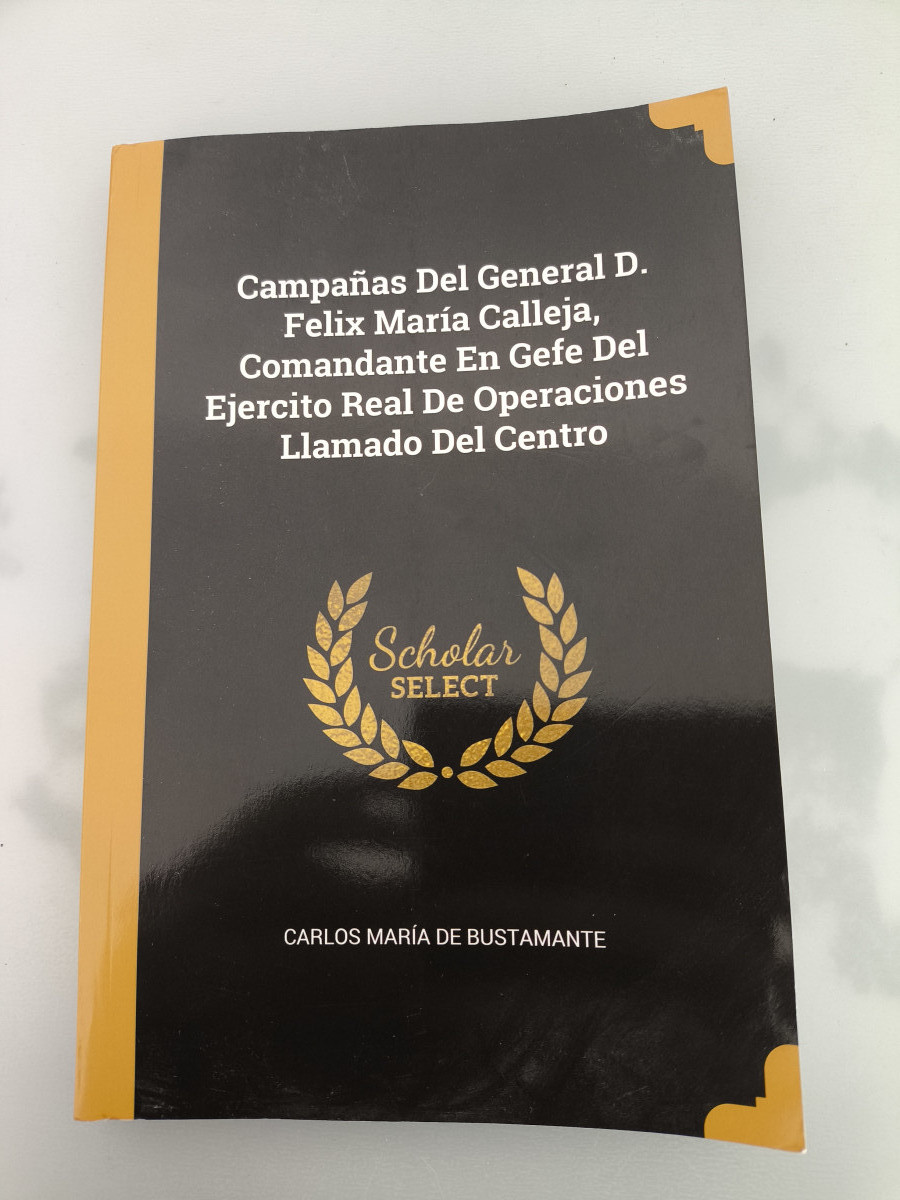 Campañas Del General D.
Felix María Calleja,
Comandante En Gefe Del
Ejercito Real De Operaciones
Llamado Del Centro
Scholar
SELECT
CARLOS MARÍA DE BUSTAMANTE